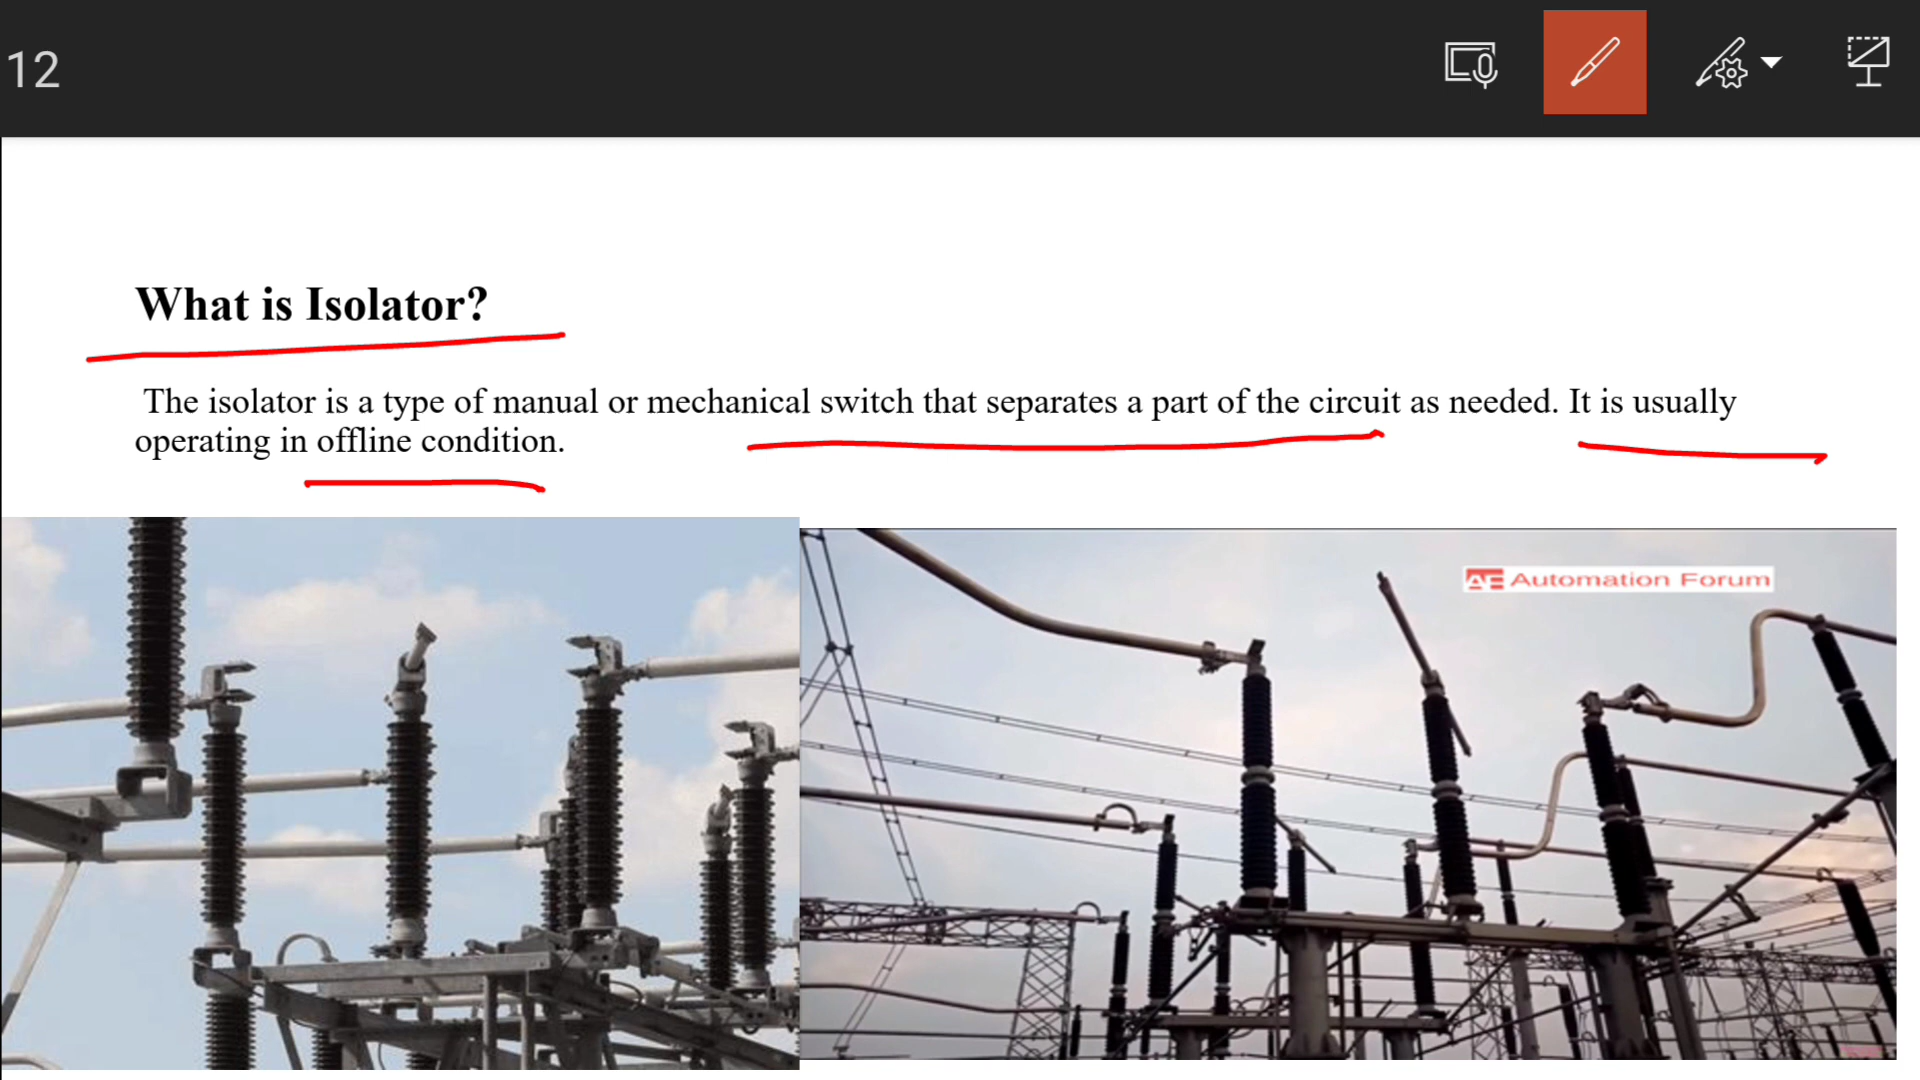 12
What is Isolator?
The isolator is a type of manual or mechanical switch that separates a part of the circuit as needed. It is usually
operating in offline condition.
AF Automation Forum